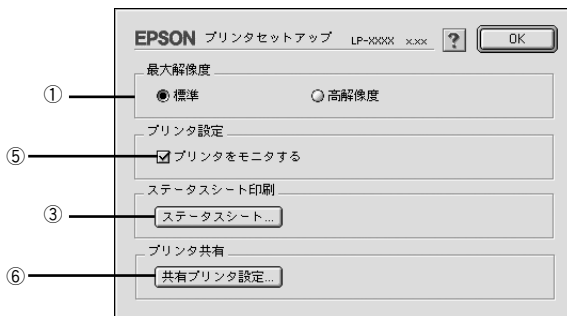 EPSON プリンタセットアップ LP-XXXX x.xx ? OK
最大解像度
① 標準 高解像度
プリンタ設定
⑤ プリンタをモニタする
ステータスシート印刷
③ ステータスシート...
プリンタ共有
⑥ 共有プリンタ設定...